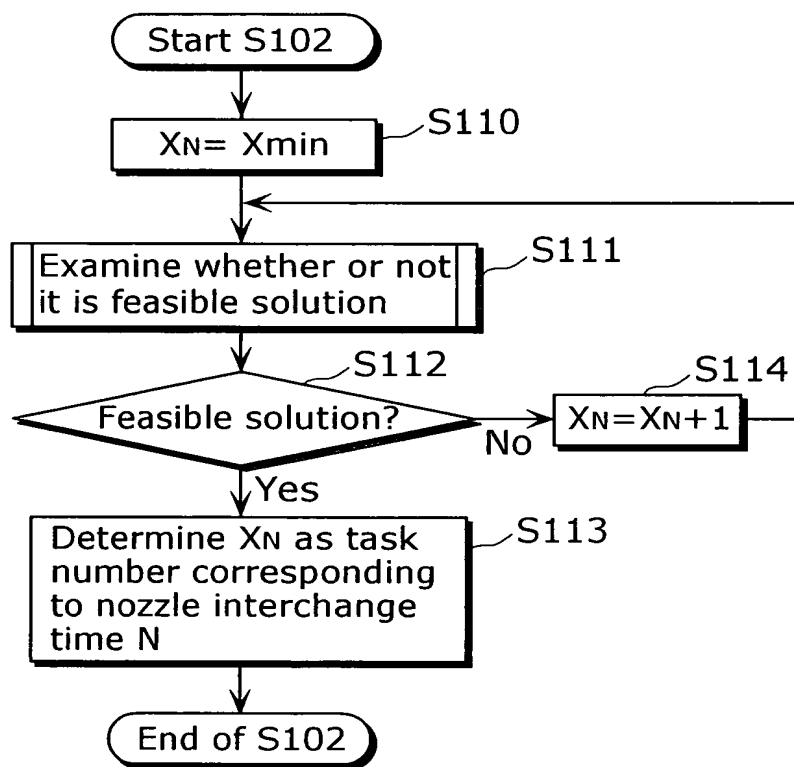 Start S102
S110
XN= Xmin
Examine whether or not
it is feasible solution
S111
S112
Feasible solution?
No
S114
XN=XN+1
Yes
Determine XN as task
number corresponding
to nozzle interchange
time N
S113
End of S102